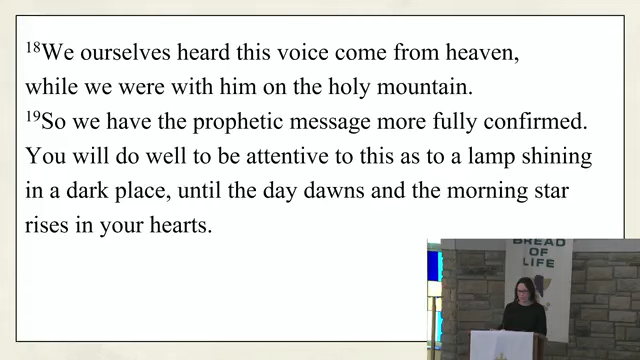 ¹⁸We ourselves heard this voice come from heaven,
while we were with him on the holy mountain.
¹⁹So we have the prophetic message more fully confirmed.
You will do well to be attentive to this as to a lamp shining
in a dark place, until the day dawns and the morning star
rises in your hearts.
BREAD
OF
LIFE